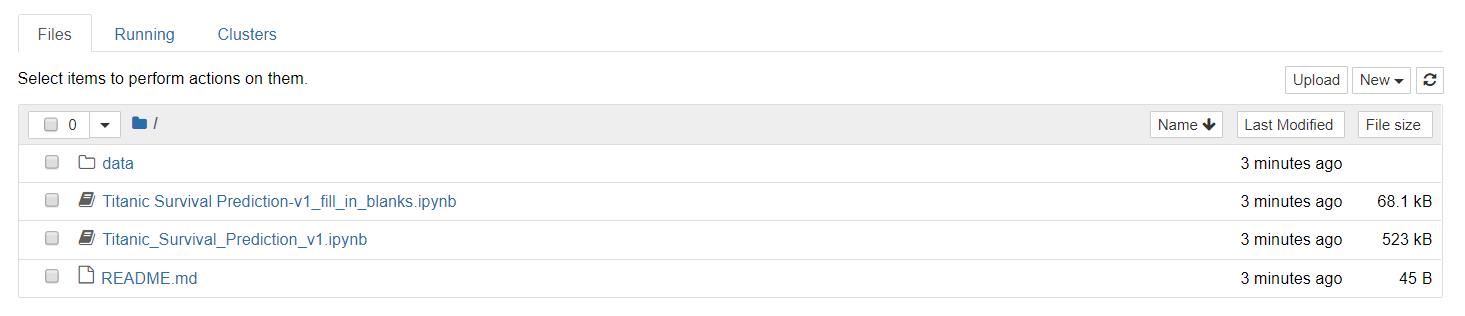 Files Running Clusters
Select items to perform actions on them.
Upload New
0 / Name Last Modified File size
data 3 minutes ago
Titanic Survival Prediction-v1_fill_in_blanks.ipynb 3 minutes ago 68.1 kB
Titanic_Survival_Prediction_v1.ipynb 3 minutes ago 523 kB
README.md 3 minutes ago 45 B